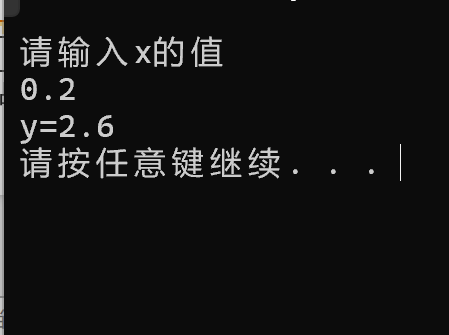 请输入x的值
0.2
y=2.6
请按任意键继续. . .